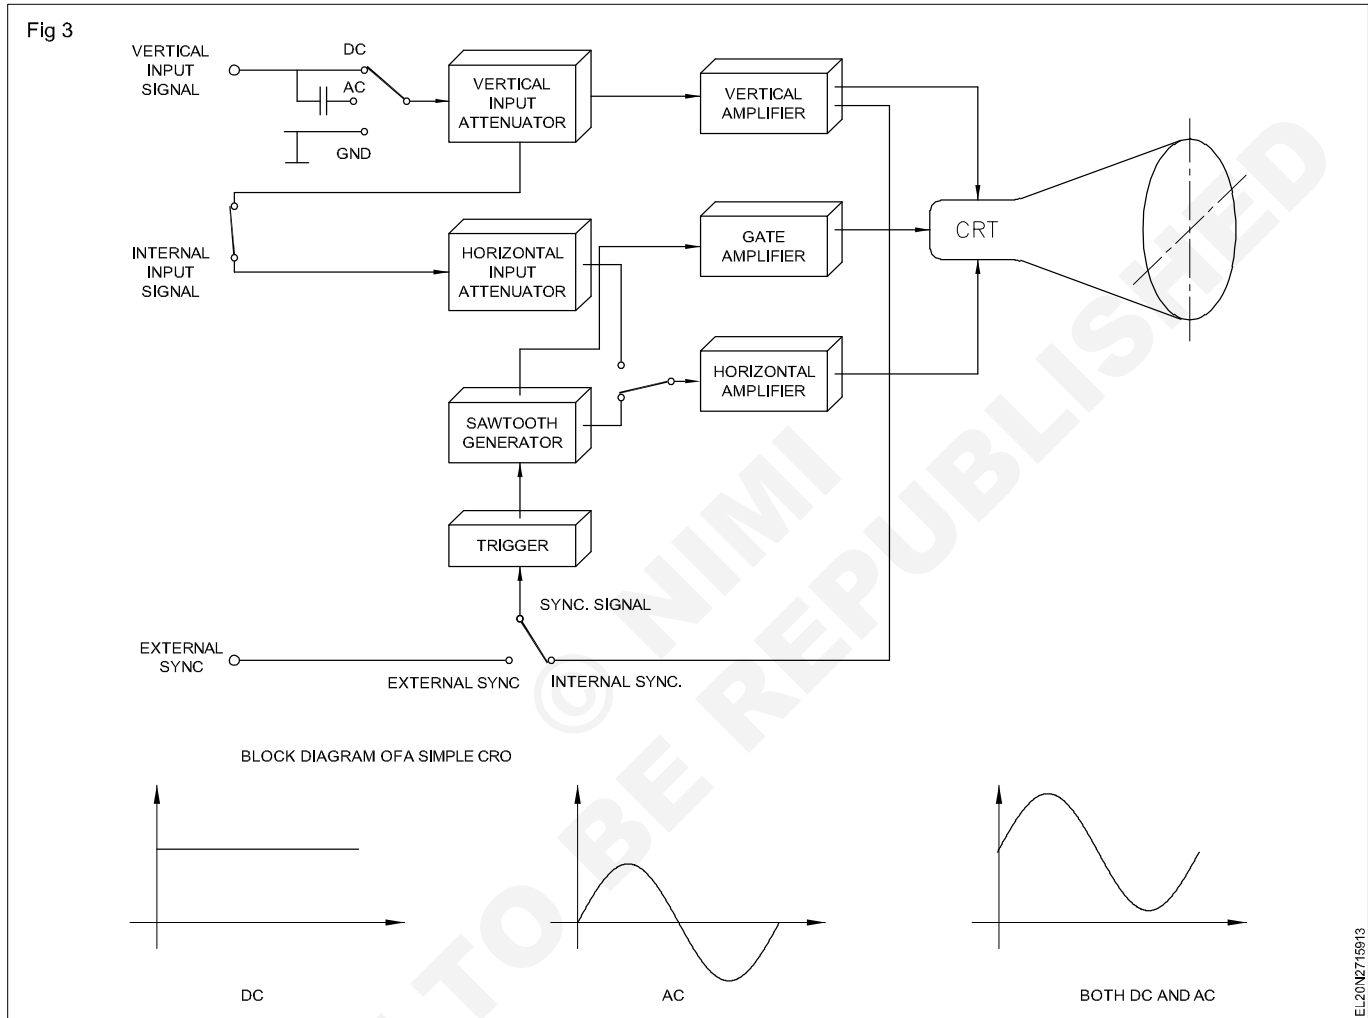 Fig 3
VERTICAL
INPUT
SIGNAL
DC
AC
GND
VERTICAL
INPUT
ATTENUATOR
VERTICAL
AMPLIFIER
INTERNAL
INPUT
SIGNAL
HORIZONTAL
INPUT
ATTENUATOR
GATE
AMPLIFIER
CRT
HORIZONTAL
AMPLIFIER
SAWTOOTH
GENERATOR
TRIGGER
SYNC. SIGNAL
EXTERNAL
SYNC
EXTERNAL SYNC
INTERNAL SYNC.
BLOCK DIAGRAM OFA SIMPLE CRO
DC
AC
BOTH DC AND AC
EL20N2715913
© NIMI
TO BE REPUBLISHED